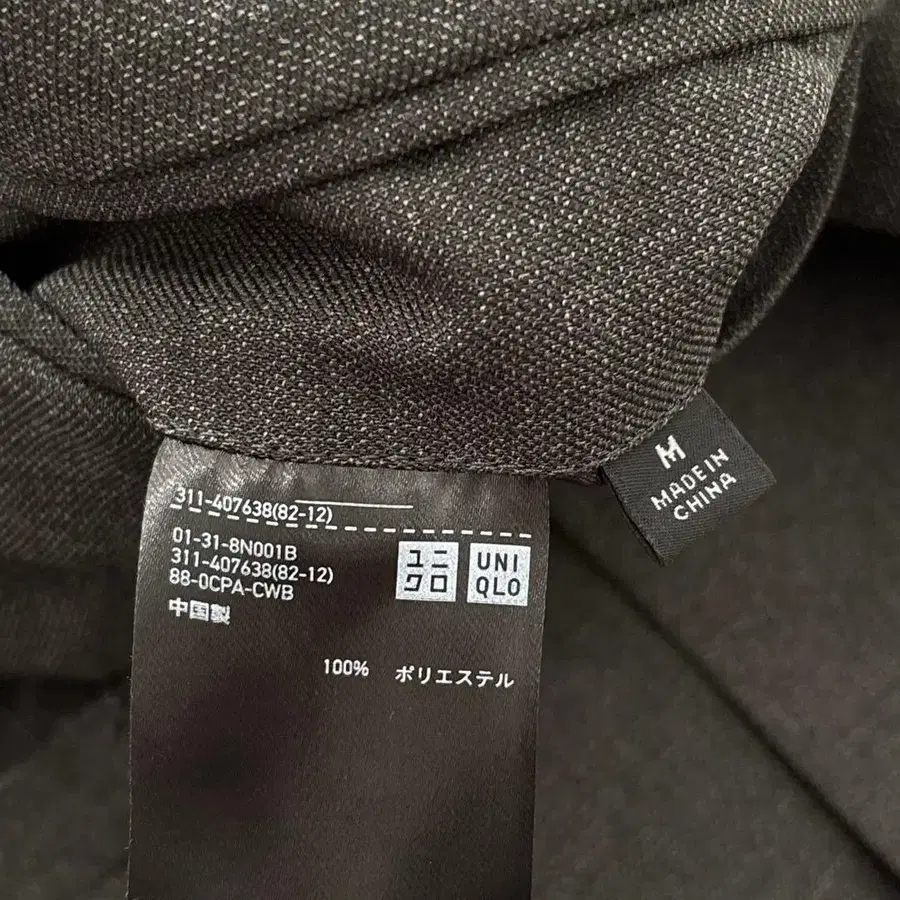 M
MADE IN
CHINA
311-407638(82-12)
01-31-8N001B
311-407638(82-12)
88-0CPA-CWB
中国製
ユニ
クロ
UNI
QLO
100% ポリエステル